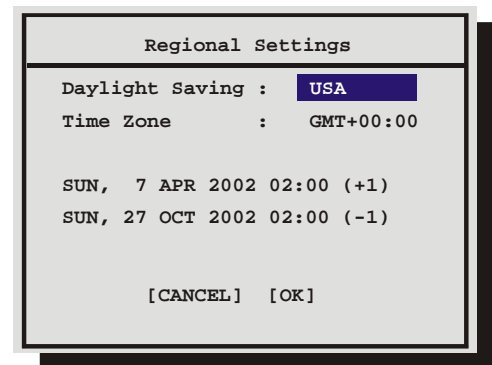 Regional Settings
Daylight Saving : USA
Time Zone : GMT+00:00
SUN, 7 APR 2002 02:00 (+1)
SUN, 27 OCT 2002 02:00 (-1)
[CANCEL] [OK]